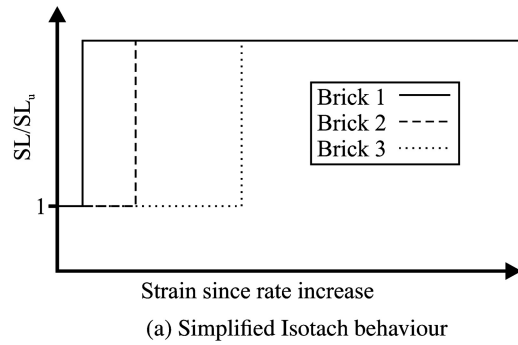 SL/SLu
Brick 1
Brick 2
Brick 3
1
Strain since rate increase
(a) Simplified Isotach behaviour